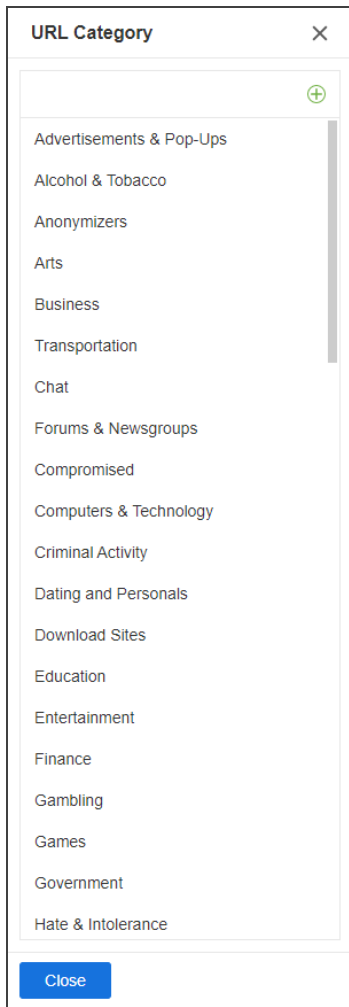 URL Category
Advertisements & Pop-Ups
Alcohol & Tobacco
Anonymizers
Arts
Business
Transportation
Chat
Forums & Newsgroups
Compromised
Computers & Technology
Criminal Activity
Dating and Personals
Download Sites
Education
Entertainment
Finance
Gambling
Games
Government
Hate & Intolerance
Close